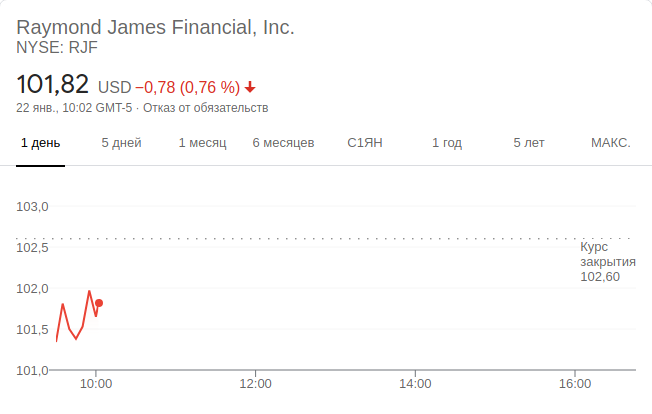 Raymond James Financial, Inc.
NYSE: RJF
101,82 USD −0,78 (0,76 %)
22 янв., 10:02 GMT-5 · Отказ от обязательств
1 день 5 дней 1 месяц 6 месяцев С1ЯН 1 год 5 лет МАКС.
103,0
102,5
Курс
закрытия
102,60
102,0
101,5
101,0
10:00 12:00 14:00 16:00